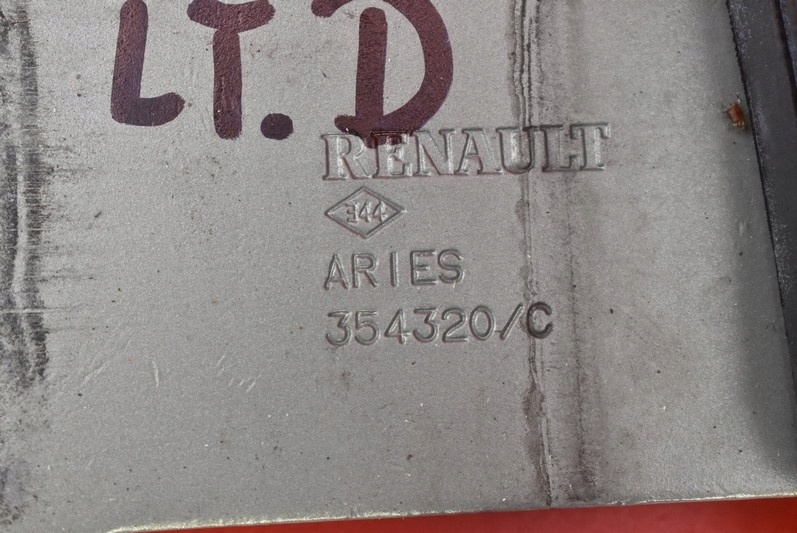 LT.D
RENAULT
344
ARIES
354320/C